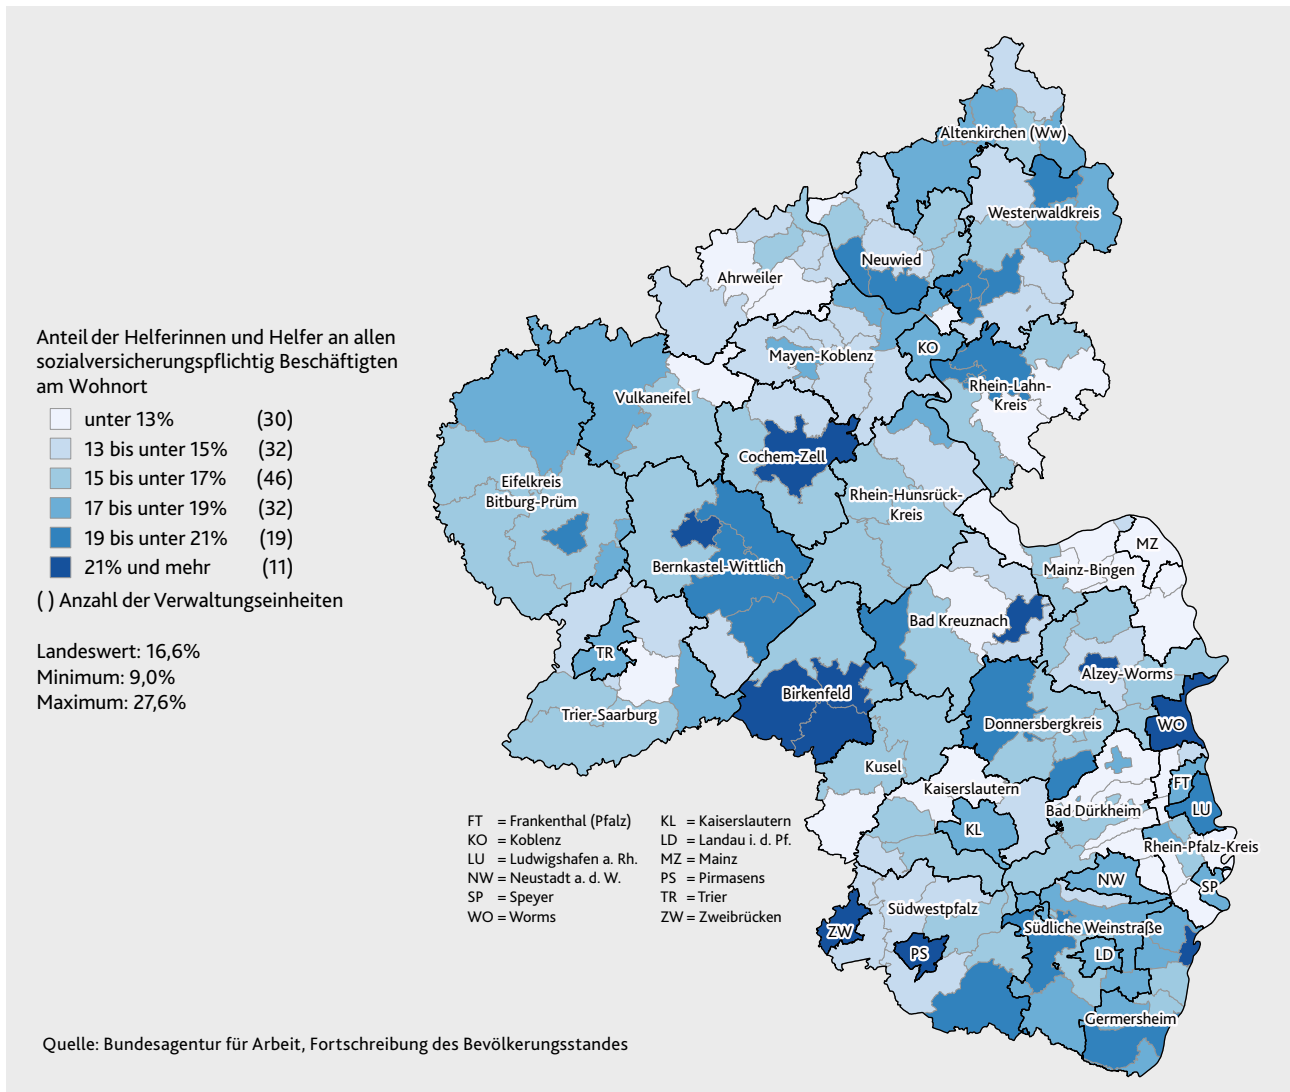 Anteil der Helferinnen und Helfer an allen
sozialversicherungspflichtig Beschäftigten
am Wohnort
unter 13% (30)
13 bis unter 15% (32)
15 bis unter 17% (46)
17 bis unter 19% (32)
19 bis unter 21% (19)
21% und mehr (11)
( ) Anzahl der Verwaltungseinheiten
Landeswert: 16,6%
Minimum: 9,0%
Maximum: 27,6%
Altenkirchen (Ww)
Westerwaldkreis
Neuwied
Ahrweiler
KO
Mayen-Koblenz
Rhein-Lahn-
Kreis
Vulkaneifel
Cochem-Zell
Eifelkreis
Bitburg-Prüm
Rhein-Hunsrück-
Kreis
MZ
Mainz-Bingen
Bernkastel-Wittlich
Bad Kreuznach
TR
Alzey-Worms
Birkenfeld
Trier-Saarburg
Donnersbergkreis
WO
Kusel
Kaiserslautern
FT
LU
Bad Dürkheim
KL
Rhein-Pfalz-Kreis
NW
SP
Südwestpfalz
Südliche Weinstraße
ZW
PS
LD
Germersheim
FT = Frankenthal (Pfalz)
KO = Koblenz
LU = Ludwigshafen a. Rh.
NW = Neustadt a. d. W.
SP = Speyer
WO = Worms
KL = Kaiserslautern
LD = Landau i. d. Pf.
MZ = Mainz
PS = Pirmasens
TR = Trier
ZW = Zweibrücken
Quelle: Bundesagentur für Arbeit, Fortschreibung des Bevölkerungsstandes